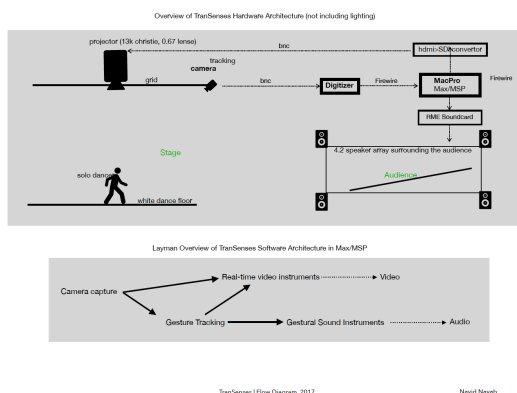 Overview of TranSenses Hardware Architecture (not including lighting)
projector (13k christie, 0.67 lense)
bnc
hdmi>SDI convertor
tracking
camera
grid
bnc
Digitizer
Firewire
MacPro
Max/MSP
Firewire
RME Soundcard
4.2 speaker array surrounding the audience
Stage
Audience
solo dancer
white dance floor
Layman Overview of TranSenses Software Architecture in Max/MSP
Real-time video instruments
Video
Camera capture
Gesture Tracking
Gestural Sound Instruments
Audio
TranSenses | Flow Diagram, 2017
Navid Navab